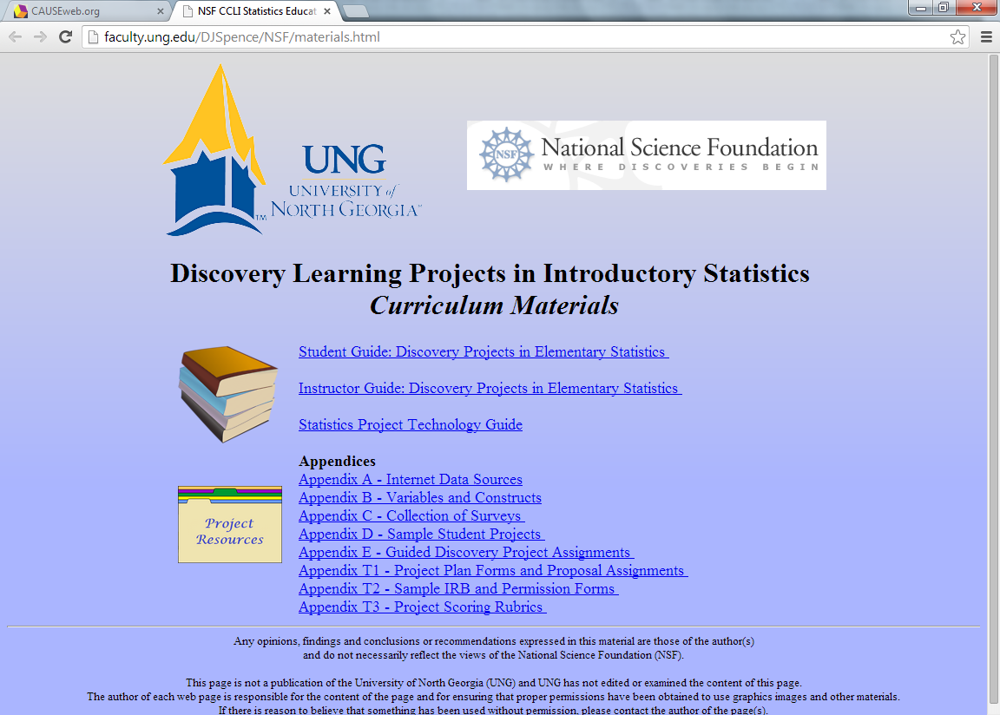 CAUSEweb.org
NSF CCLI Statistics Educat
faculty.ung.edu/DJSpence/NSF/materials.html
UNG
UNIVERSITY of
NORTH GEORGIA™
TM
NSF
National Science Foundation
WHERE DISCOVERIES BEGIN
Discovery Learning Projects in Introductory Statistics
Curriculum Materials
Student Guide: Discovery Projects in Elementary Statistics
Instructor Guide: Discovery Projects in Elementary Statistics
Statistics Project Technology Guide
Appendices
Appendix A - Internet Data Sources
Appendix B - Variables and Constructs
Appendix C - Collection of Surveys
Appendix D - Sample Student Projects
Appendix E - Guided Discovery Project Assignments
Appendix T1 - Project Plan Forms and Proposal Assignments
Appendix T2 - Sample IRB and Permission Forms
Appendix T3 - Project Scoring Rubrics
Project
Resources
Any opinions, findings and conclusions or recommendations expressed in this material are those of the author(s)
and do not necessarily reflect the views of the National Science Foundation (NSF).
This page is not a publication of the University of North Georgia (UNG) and UNG has not edited or examined the content of this page.
The author of each web page is responsible for the content of the page and for ensuring that proper permissions have been obtained to use graphics images and other materials.
If there is reason to believe that something has been used without permission, please contact the author of the page(s).